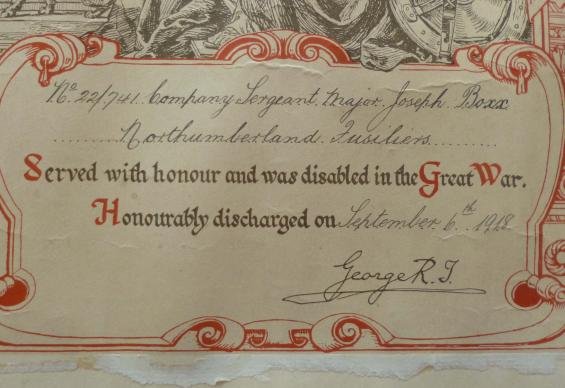 No. 22/741. Company Sergeant. Major. Joseph. Boxx
..........Northumberland. Fusiliers..........
Served with honour and was disabled in the Great War.
Honourably discharged on September. 6th. 1918
George R.I.